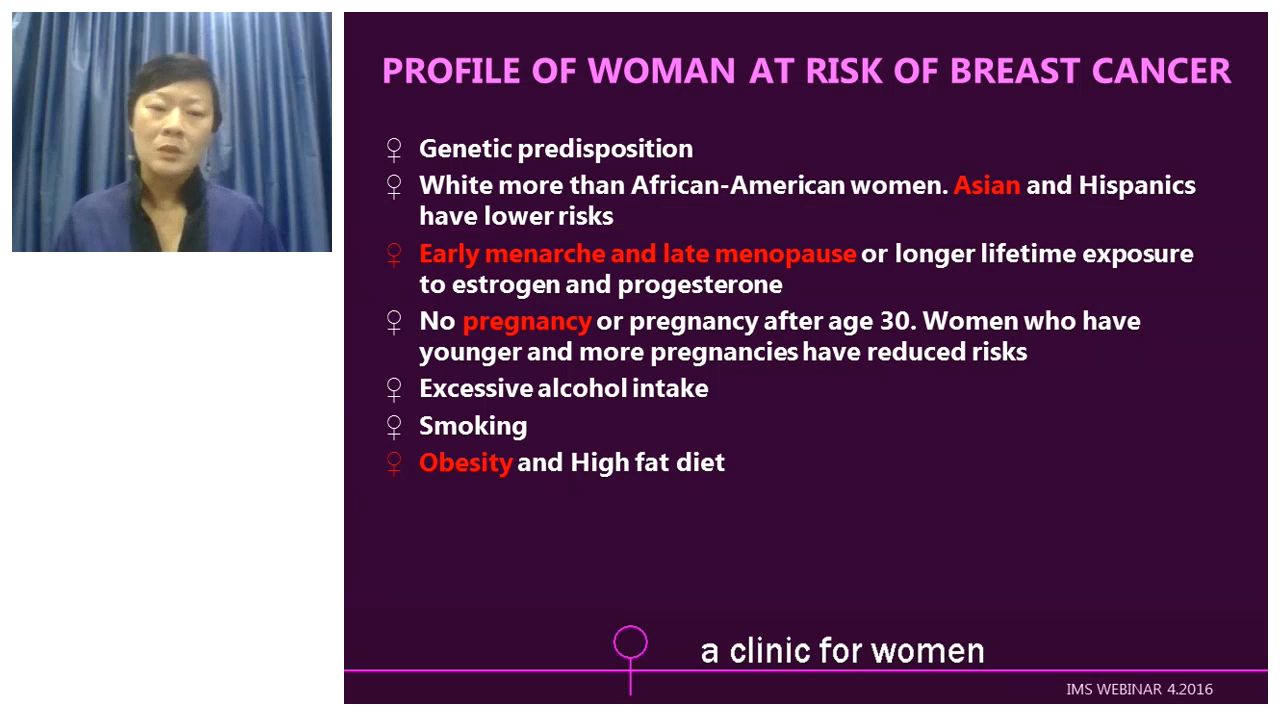 PROFILE OF WOMAN AT RISK OF BREAST CANCER
♀ Genetic predisposition
♀ White more than African-American women. Asian and Hispanics
have lower risks
♀ Early menarche and late menopause or longer lifetime exposure
to estrogen and progesterone
♀ No pregnancy or pregnancy after age 30. Women who have
younger and more pregnancies have reduced risks
♀ Excessive alcohol intake
♀ Smoking
♀ Obesity and High fat diet
a clinic for women
IMS WEBINAR 4.2016